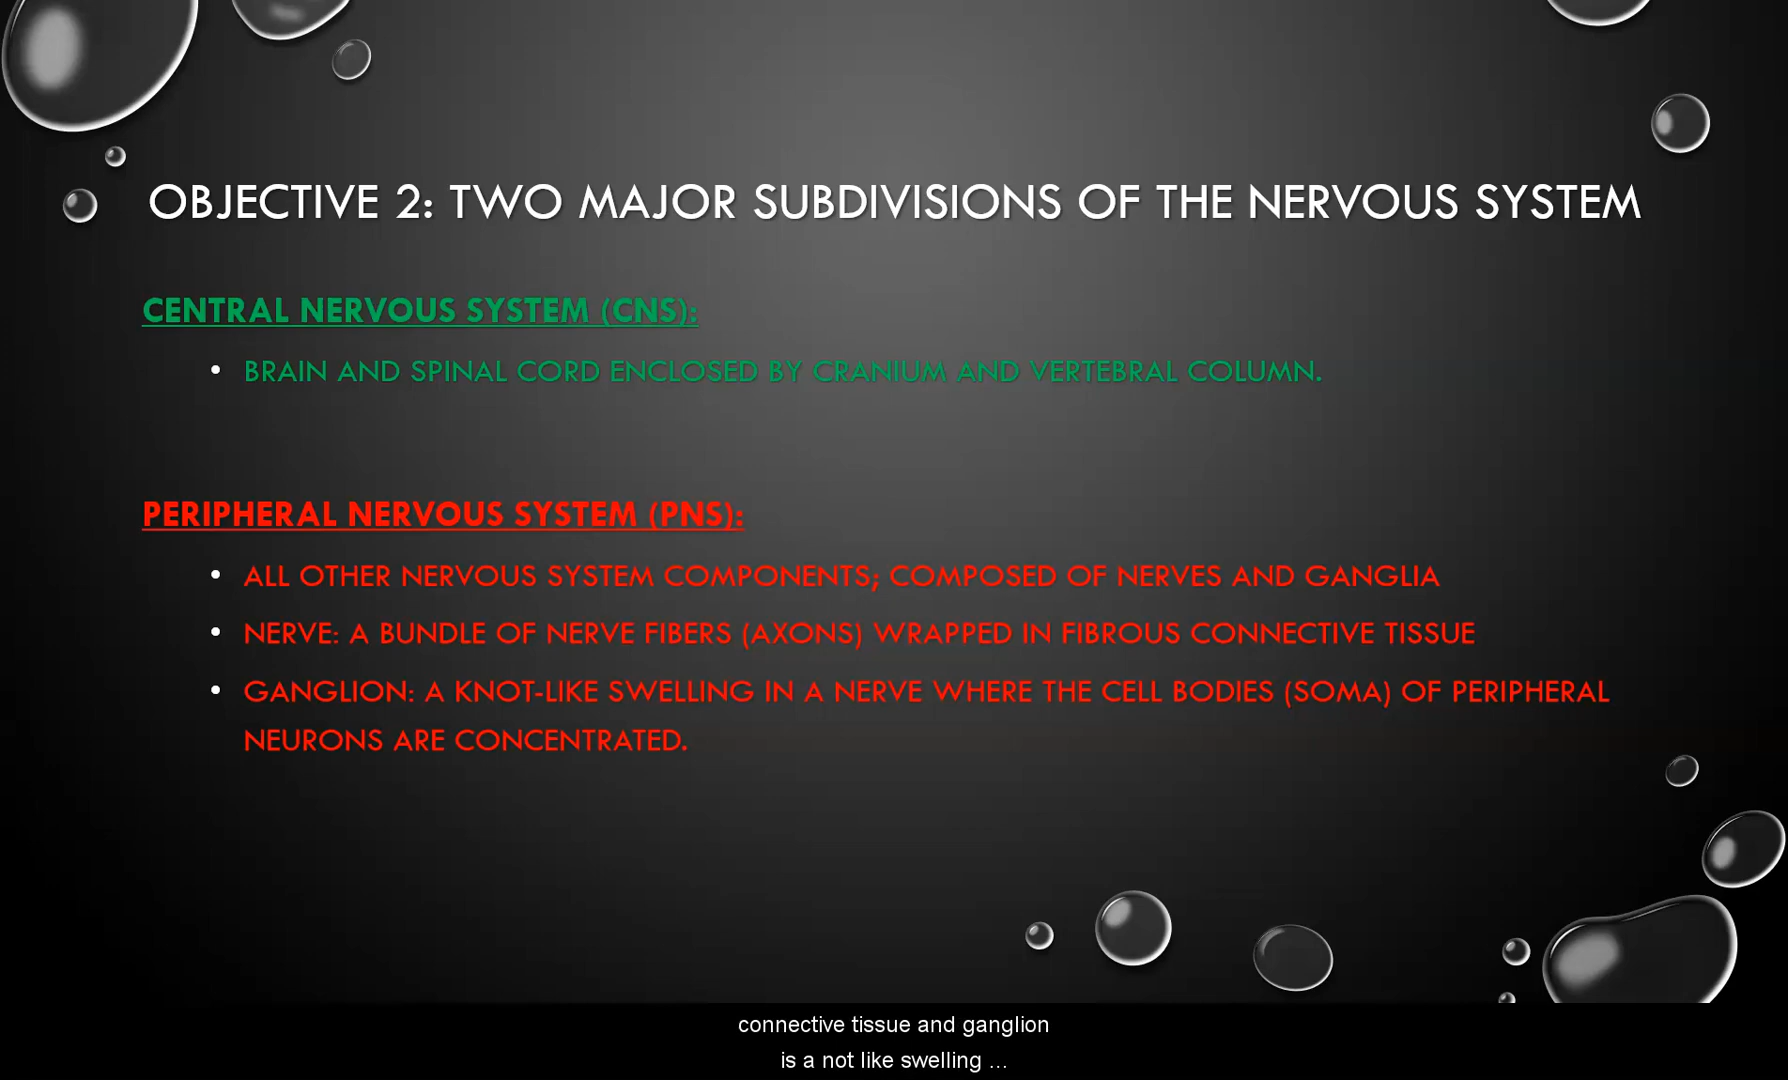 OBJECTIVE 2: TWO MAJOR SUBDIVISIONS OF THE NERVOUS SYSTEM
CENTRAL NERVOUS SYSTEM (CNS):
• BRAIN AND SPINAL CORD ENCLOSED BY CRANIUM AND VERTEBRAL COLUMN.
PERIPHERAL NERVOUS SYSTEM (PNS):
• ALL OTHER NERVOUS SYSTEM COMPONENTS; COMPOSED OF NERVES AND GANGLIA
• NERVE: A BUNDLE OF NERVE FIBERS (AXONS) WRAPPED IN FIBROUS CONNECTIVE TISSUE
• GANGLION: A KNOT-LIKE SWELLING IN A NERVE WHERE THE CELL BODIES (SOMA) OF PERIPHERAL
NEURONS ARE CONCENTRATED.
connective tissue and ganglion
is a not like swelling ...